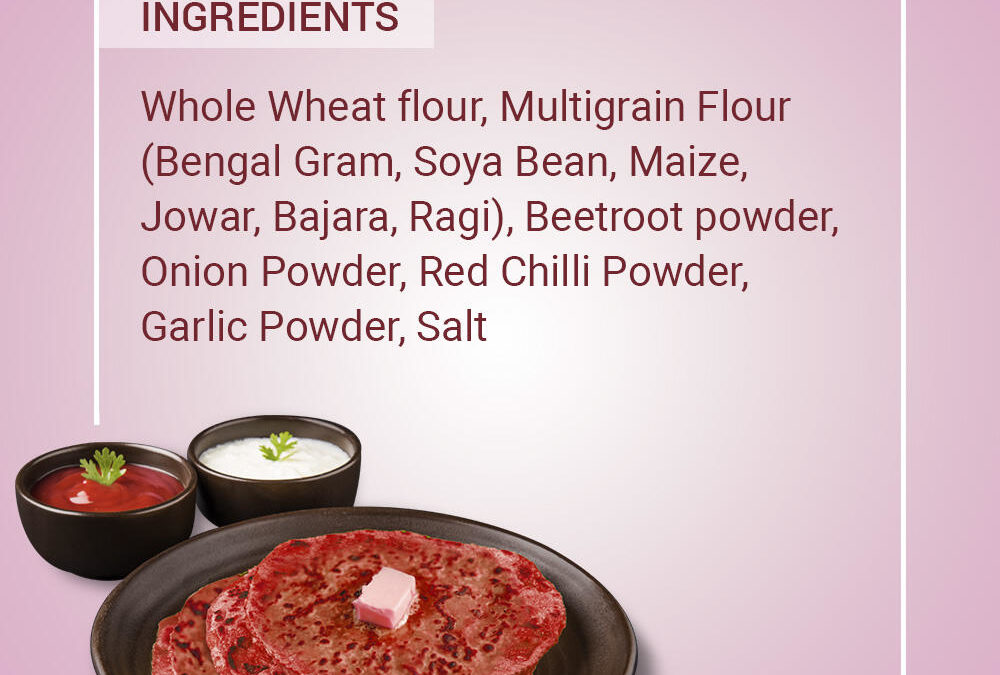 INGREDIENTS
Whole Wheat flour, Multigrain Flour
(Bengal Gram, Soya Bean, Maize,
Jowar, Bajara, Ragi), Beetroot powder,
Onion Powder, Red Chilli Powder,
Garlic Powder, Salt